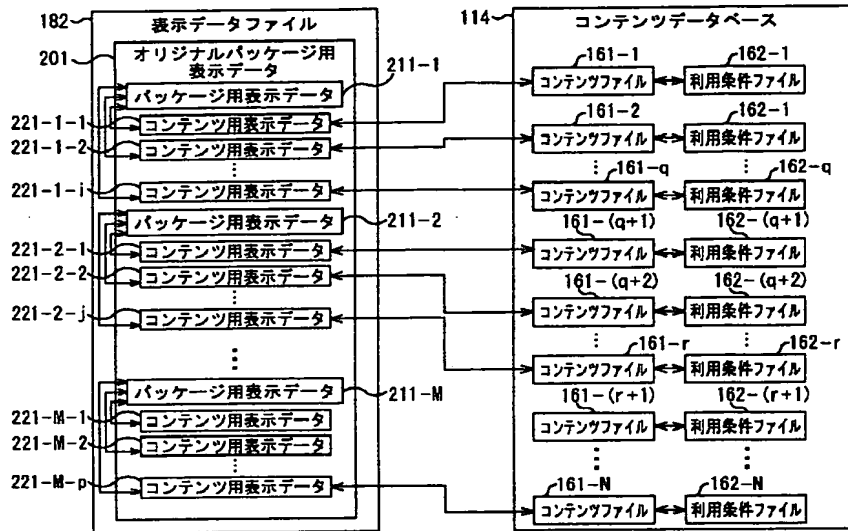 182
表示データファイル
201
オリジナルパッケージ用
表示データ
パッケージ用表示データ
211-1
221-1-1
コンテンツ用表示データ
221-1-2
コンテンツ用表示データ
221-1-i
コンテンツ用表示データ
パッケージ用表示データ
211-2
221-2-1
コンテンツ用表示データ
221-2-2
コンテンツ用表示データ
221-2-j
コンテンツ用表示データ
パッケージ用表示データ
211-M
221-M-1
コンテンツ用表示データ
221-M-2
コンテンツ用表示データ
221-M-p
コンテンツ用表示データ
114
コンテンツデータベース
161-1
162-1
コンテンツファイル
利用条件ファイル
161-2
162-1
コンテンツファイル
利用条件ファイル
161-q
162-q
コンテンツファイル
利用条件ファイル
161-(q+1)
162-(q+1)
コンテンツファイル
利用条件ファイル
161-(q+2)
162-(q+2)
コンテンツファイル
利用条件ファイル
161-r
162-r
コンテンツファイル
利用条件ファイル
161-(r+1)
162-(r+1)
コンテンツファイル
利用条件ファイル
161-N
162-N
コンテンツファイル
利用条件ファイル